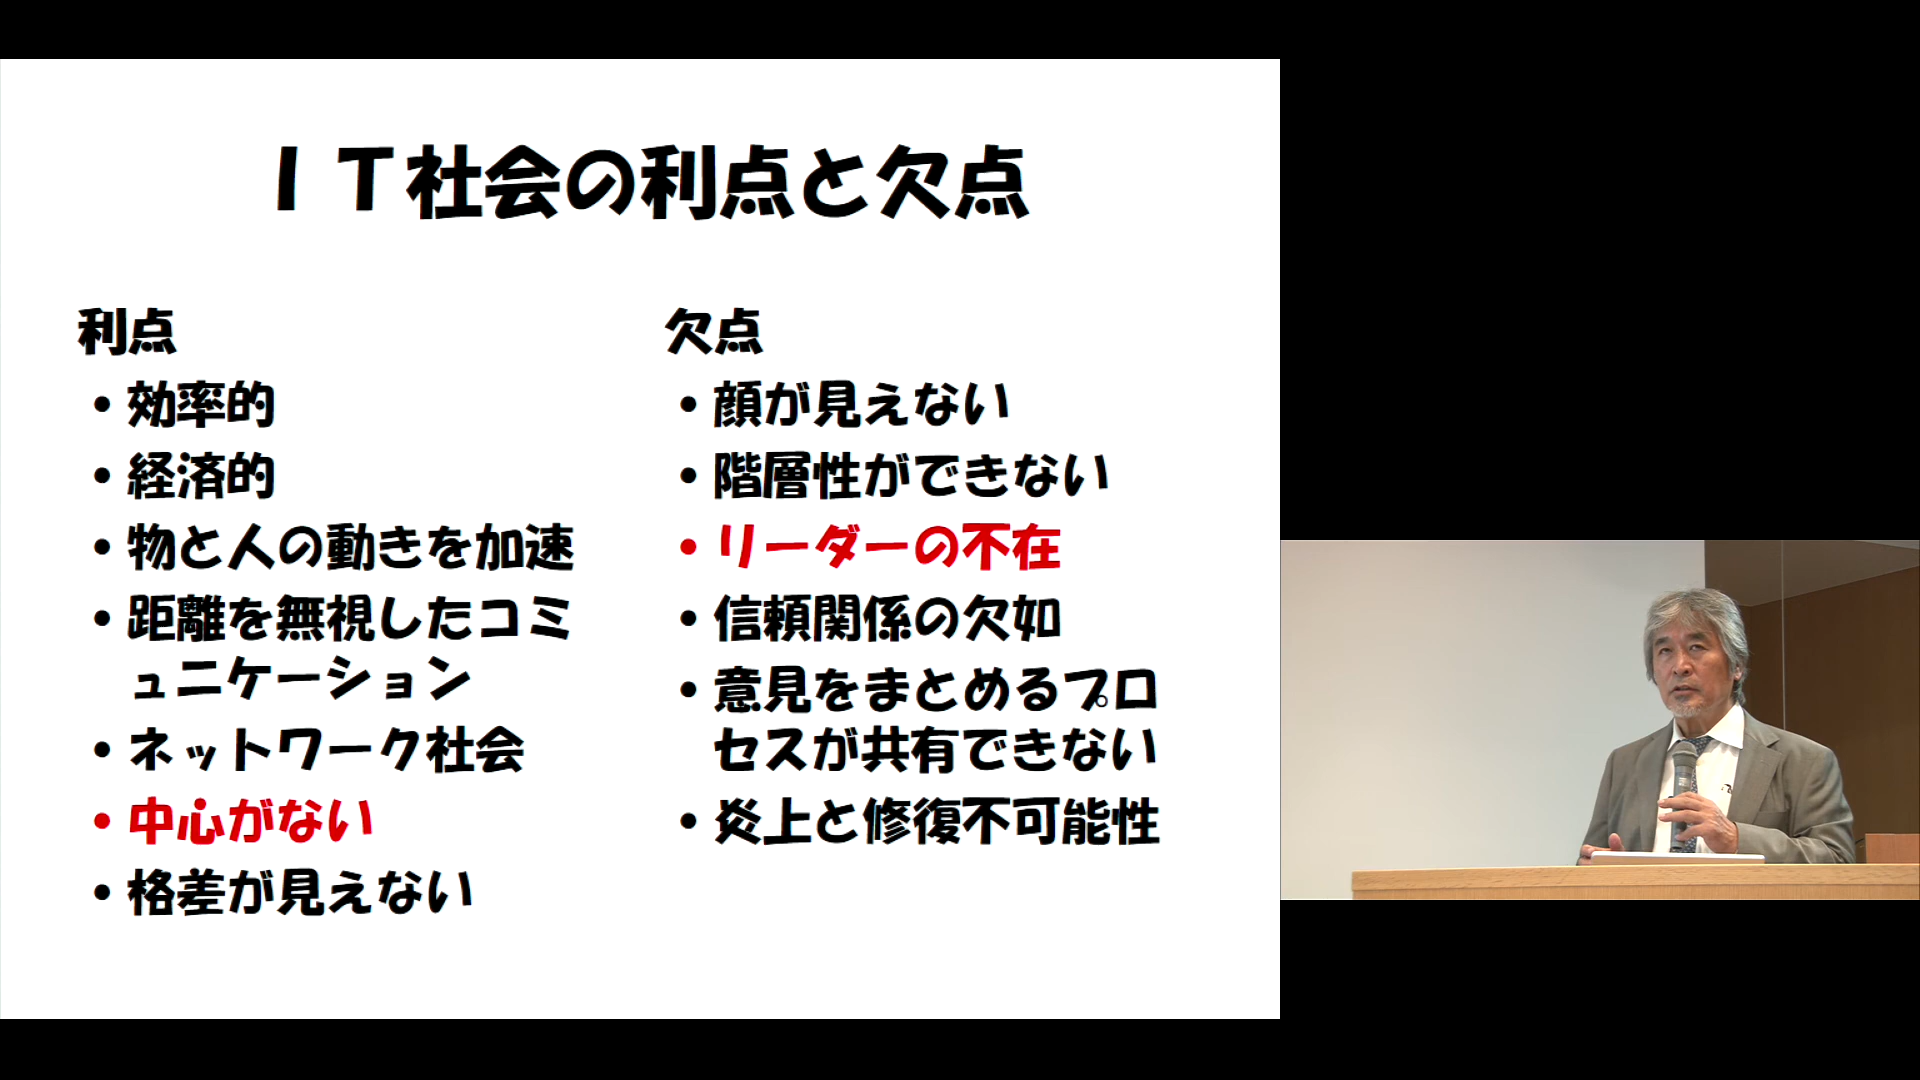 ＩＴ社会の利点と欠点
利点
・効率的
・経済的
・物と人の動きを加速
・距離を無視したコミ
ュニケーション
・ネットワーク社会
・中心がない
・格差が見えない
欠点
・顔が見えない
・階層性ができない
・リーダーの不在
・信頼関係の欠如
・意見をまとめるプロ
セスが共有できない
・炎上と修復不可能性